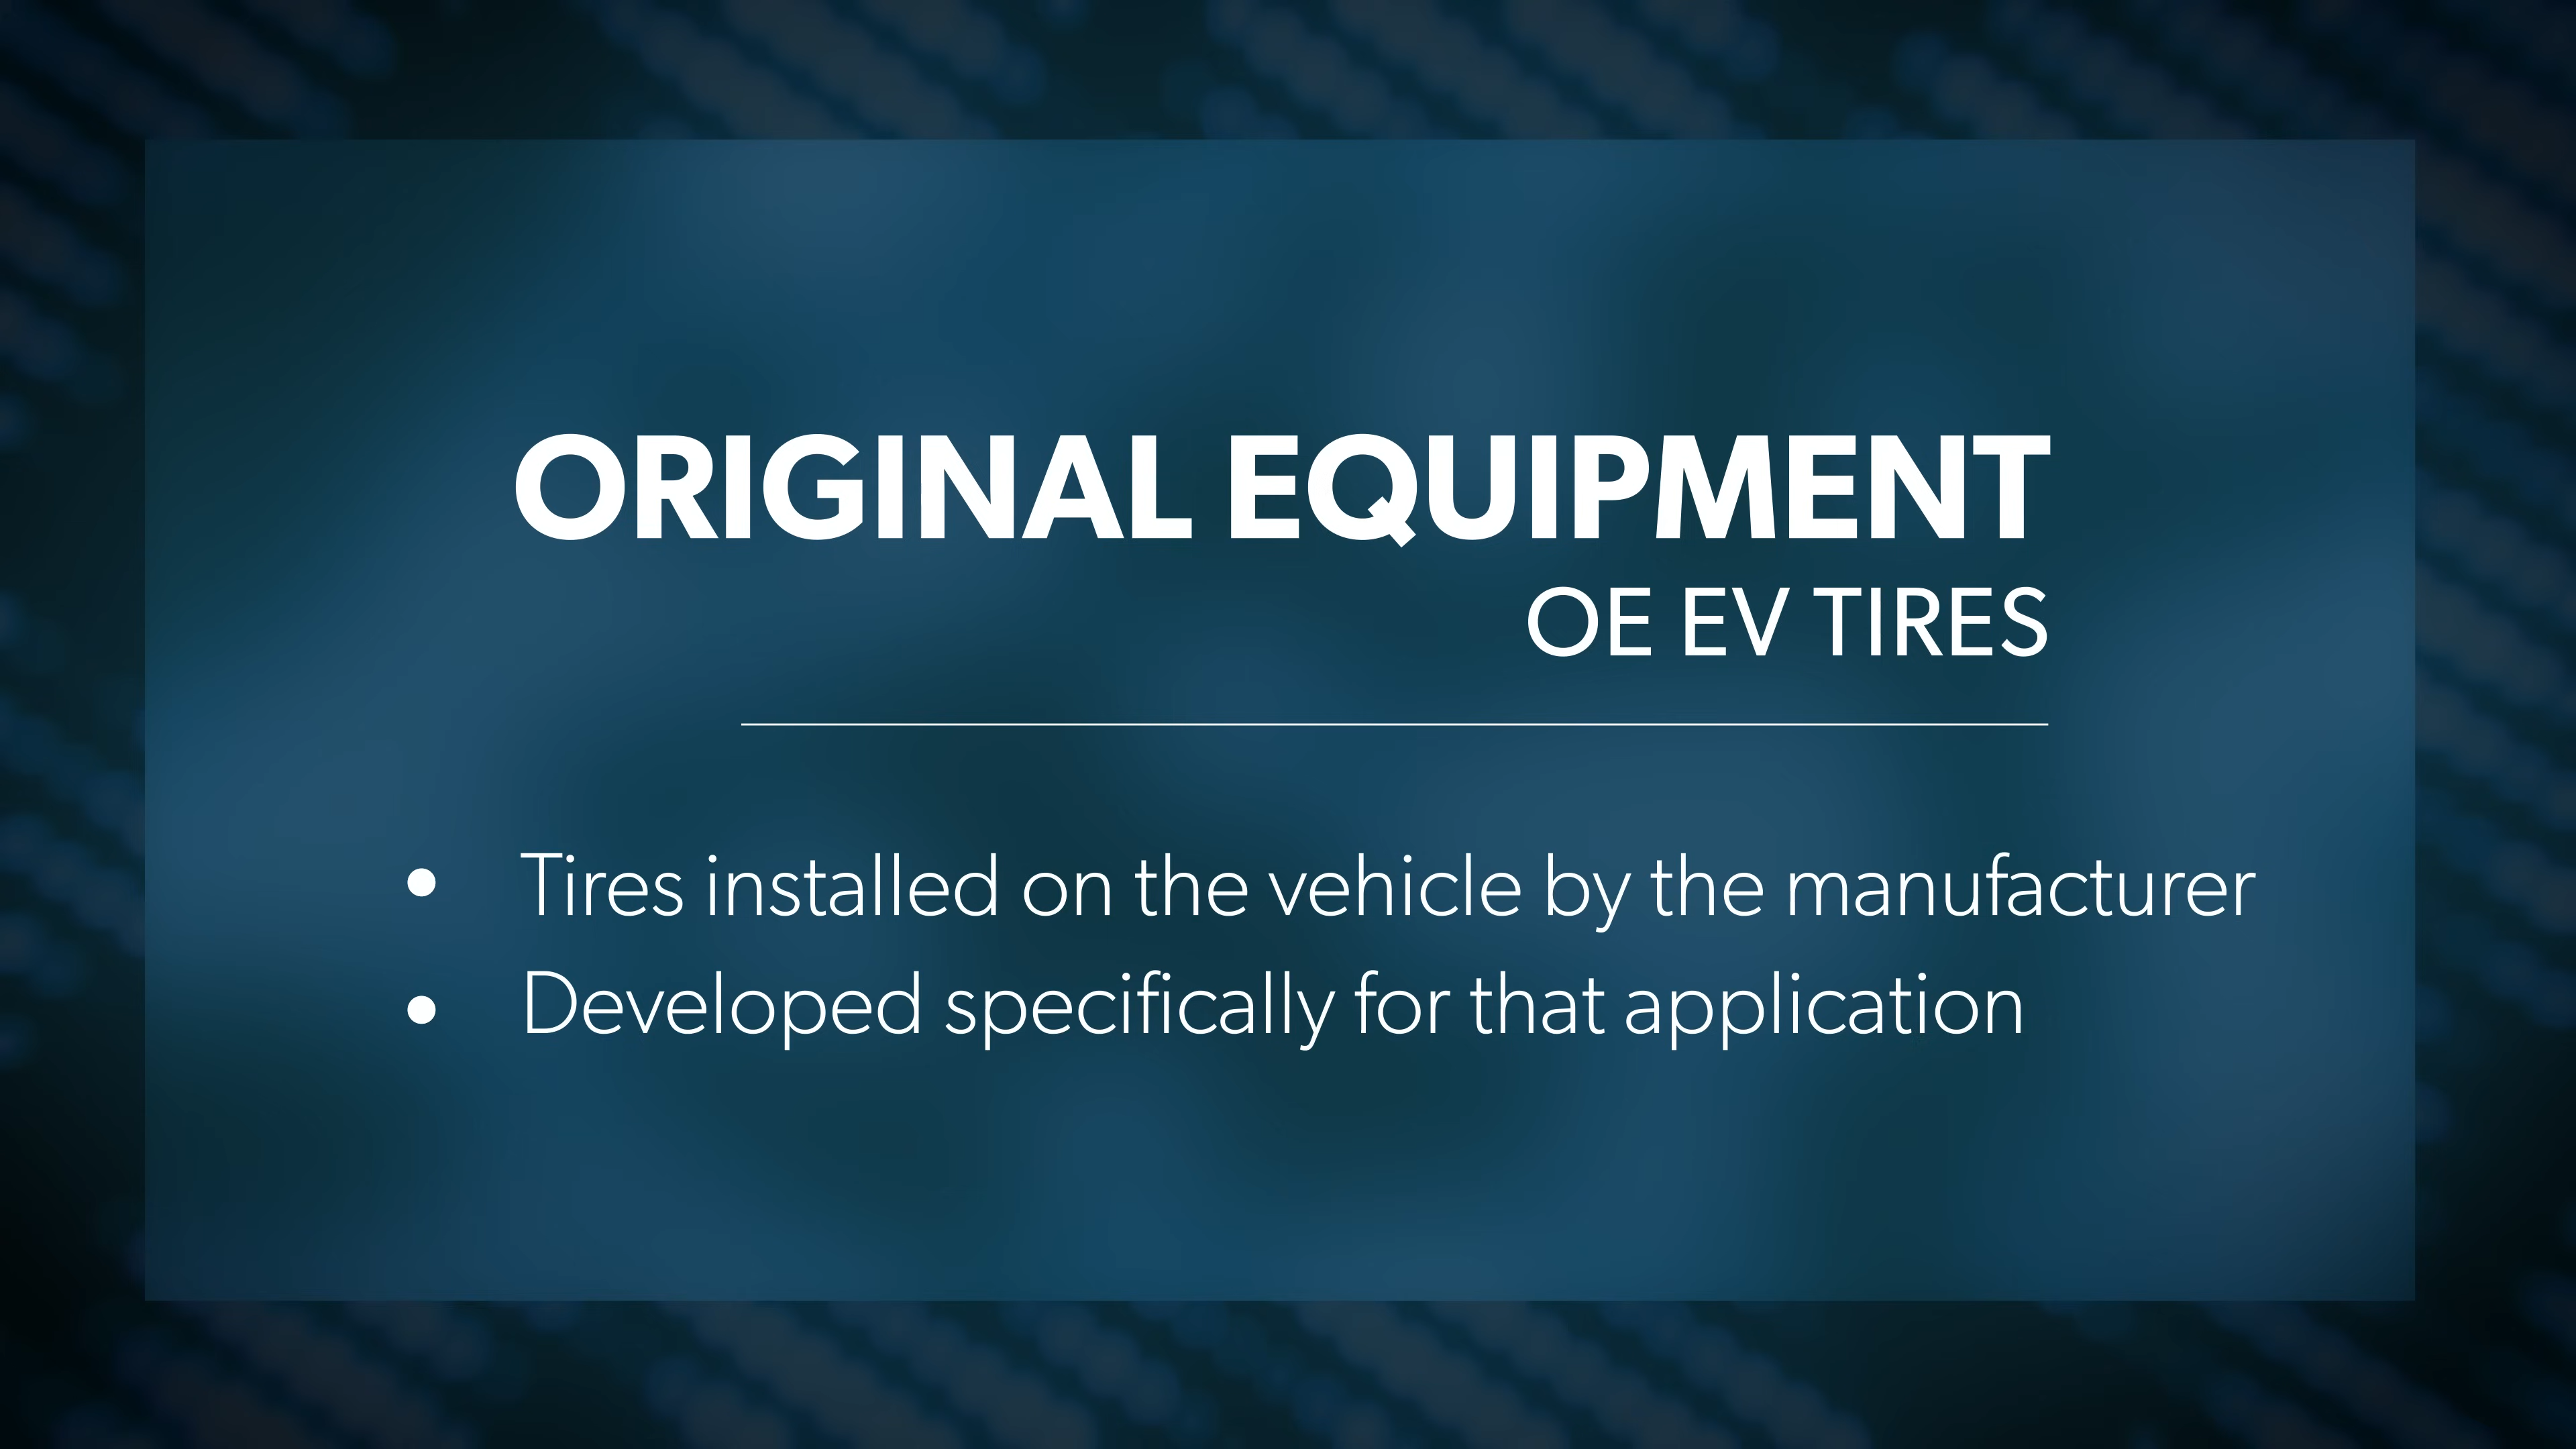 ORIGINAL EQUIPMENT
OE EV TIRES
• Tires installed on the vehicle by the manufacturer
• Developed specifically for that application